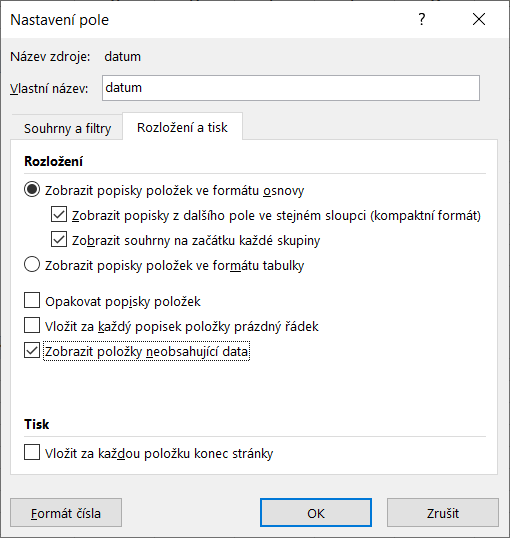 Nastavení pole
Název zdroje: datum
Vlastní název: datum
Souhrny a filtry
Rozložení a tisk
Rozložení
Zobrazit popisky položek ve formátu osnovy
Zobrazit popisky z dalšího pole ve stejném sloupci (kompaktní formát)
Zobrazit souhrny na začátku každé skupiny
Zobrazit popisky položek ve formátu tabulky
Opakovat popisky položek
Vložit za každý popisek položky prázdný řádek
Zobrazit položky neobsahující data
Tisk
Vložit za každou položku konec stránky
Formát čísla
OK
Zrušit